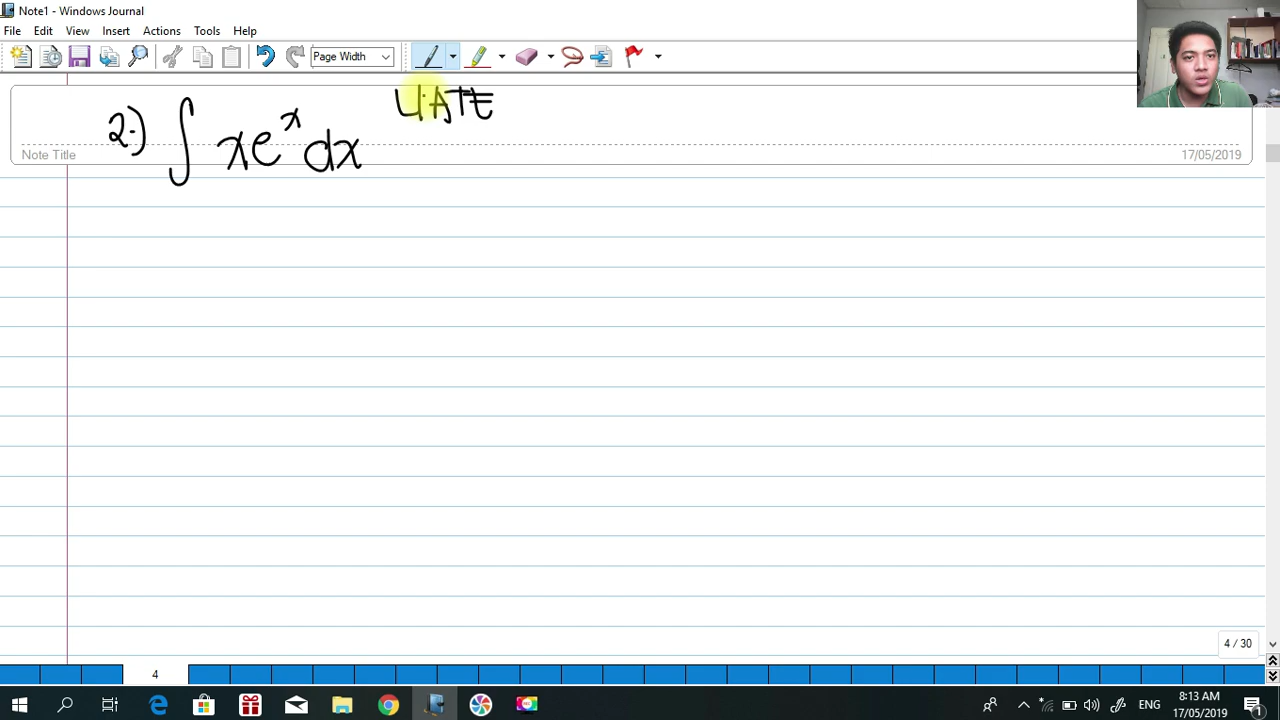 Note1 - Windows Journal
File Edit View Insert Actions Tools Help
Page Width
2.) ∫ xe^x dx LIATE
Note Title 17/05/2019
4 / 30
4
ENG 8:13 AM
17/05/2019